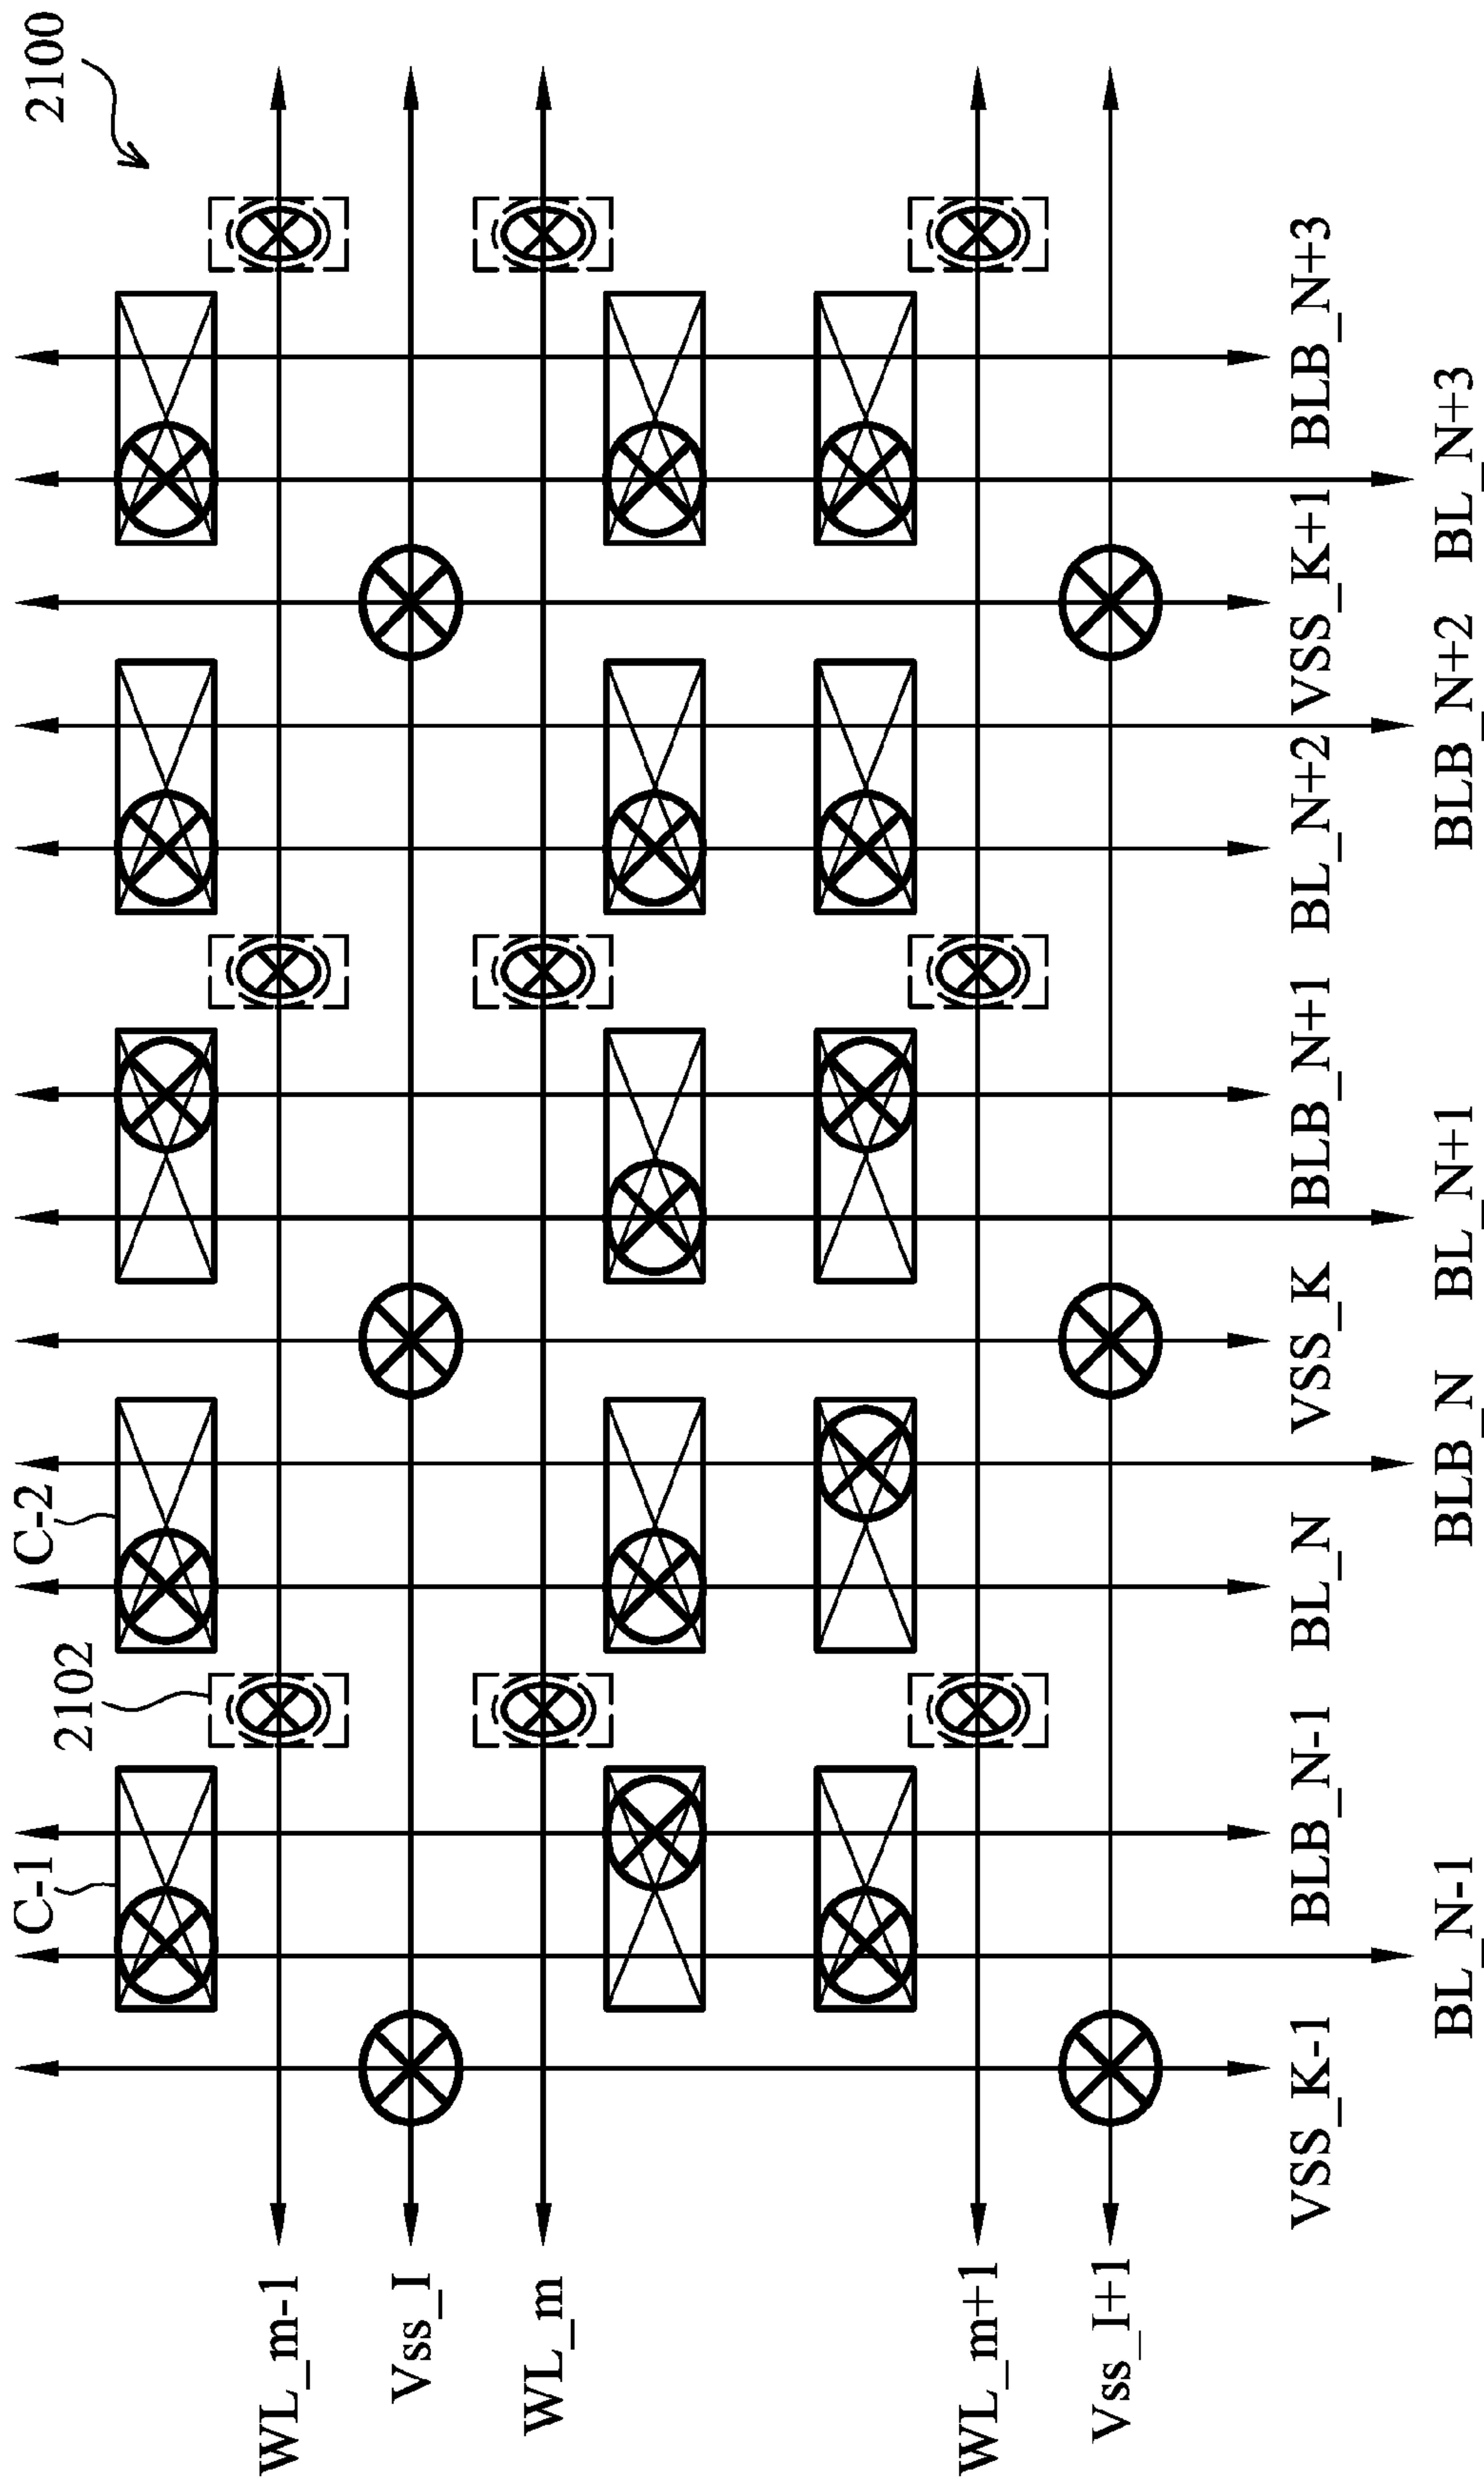 2100
C-1
2102
C-2
WL_m-1
Vss_I
WL_m
WL_m+1
Vss_I+1
VSS_K-1
BLB_N-1
BL_N
VSS_K
BLB_N+1
BL_N+2
VSS_K+1
BLB_N+3
BL_N-1
BLB_N
BL_N+1
BLB_N+2
BL_N+3